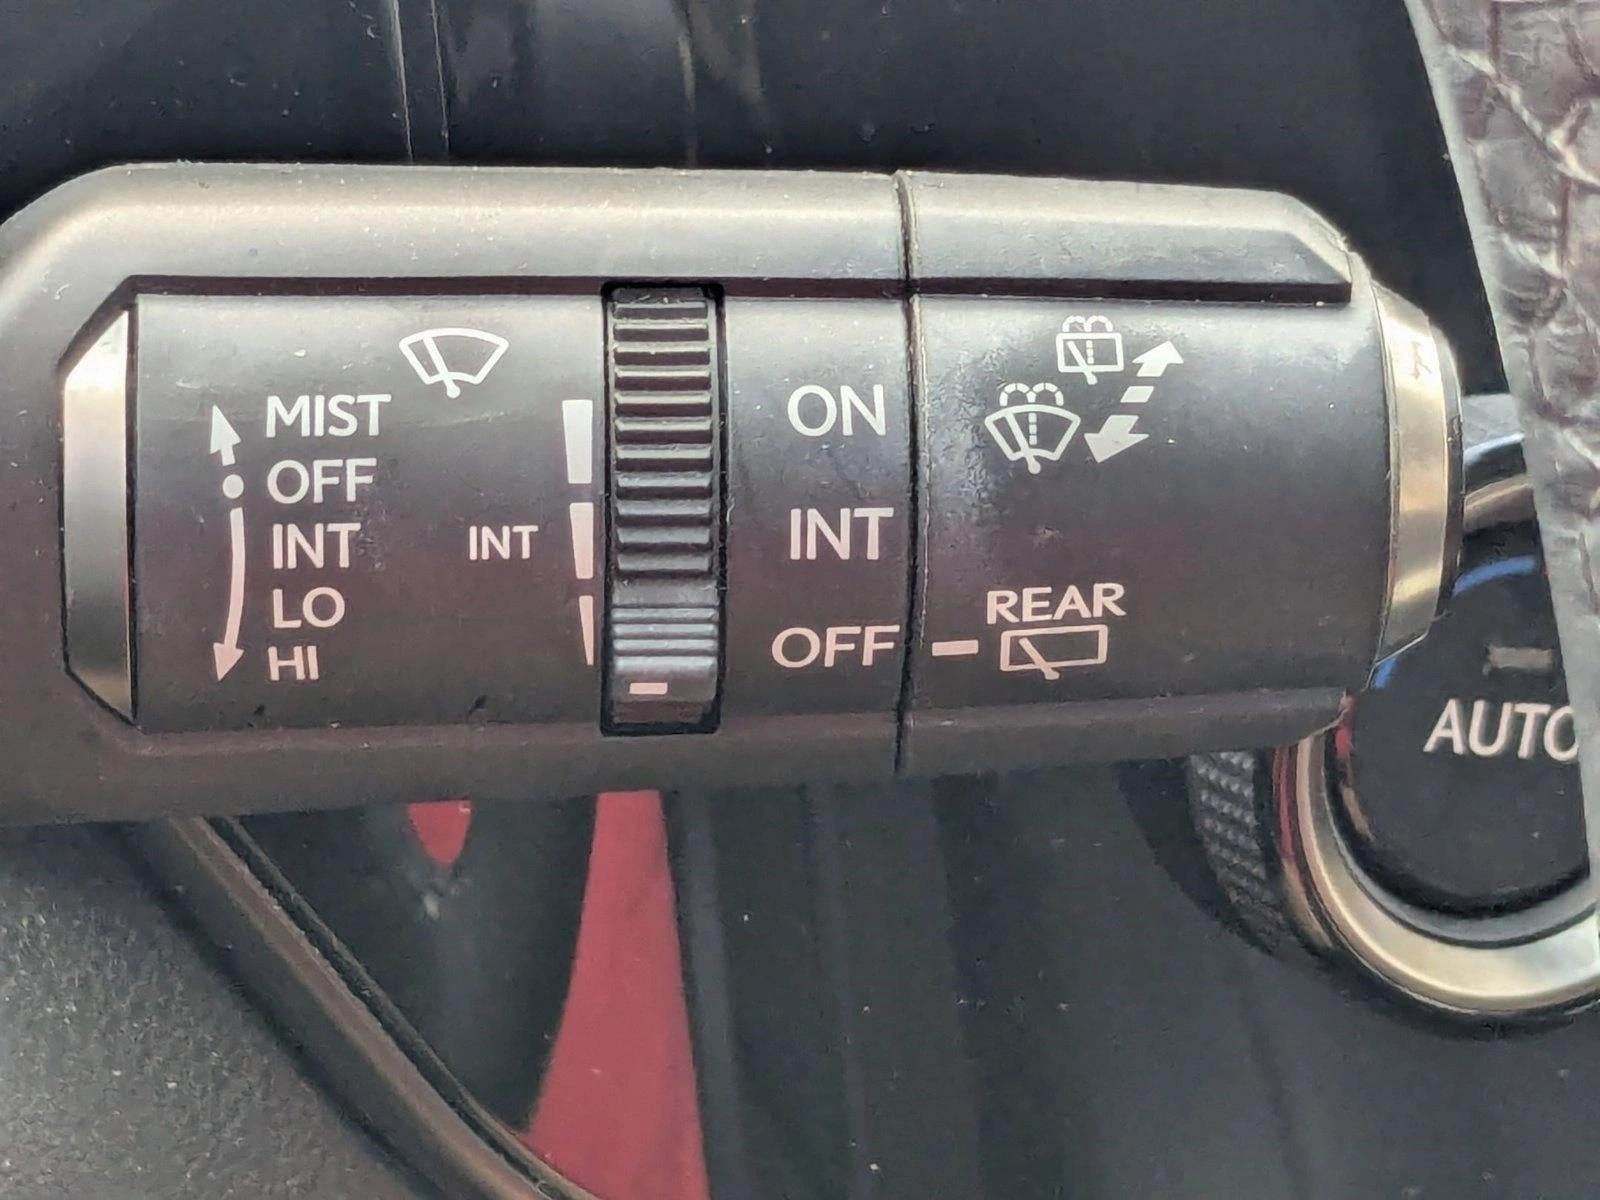 MIST
OFF
INT
LO
HI
INT
ON
INT
OFF
REAR
AUTO